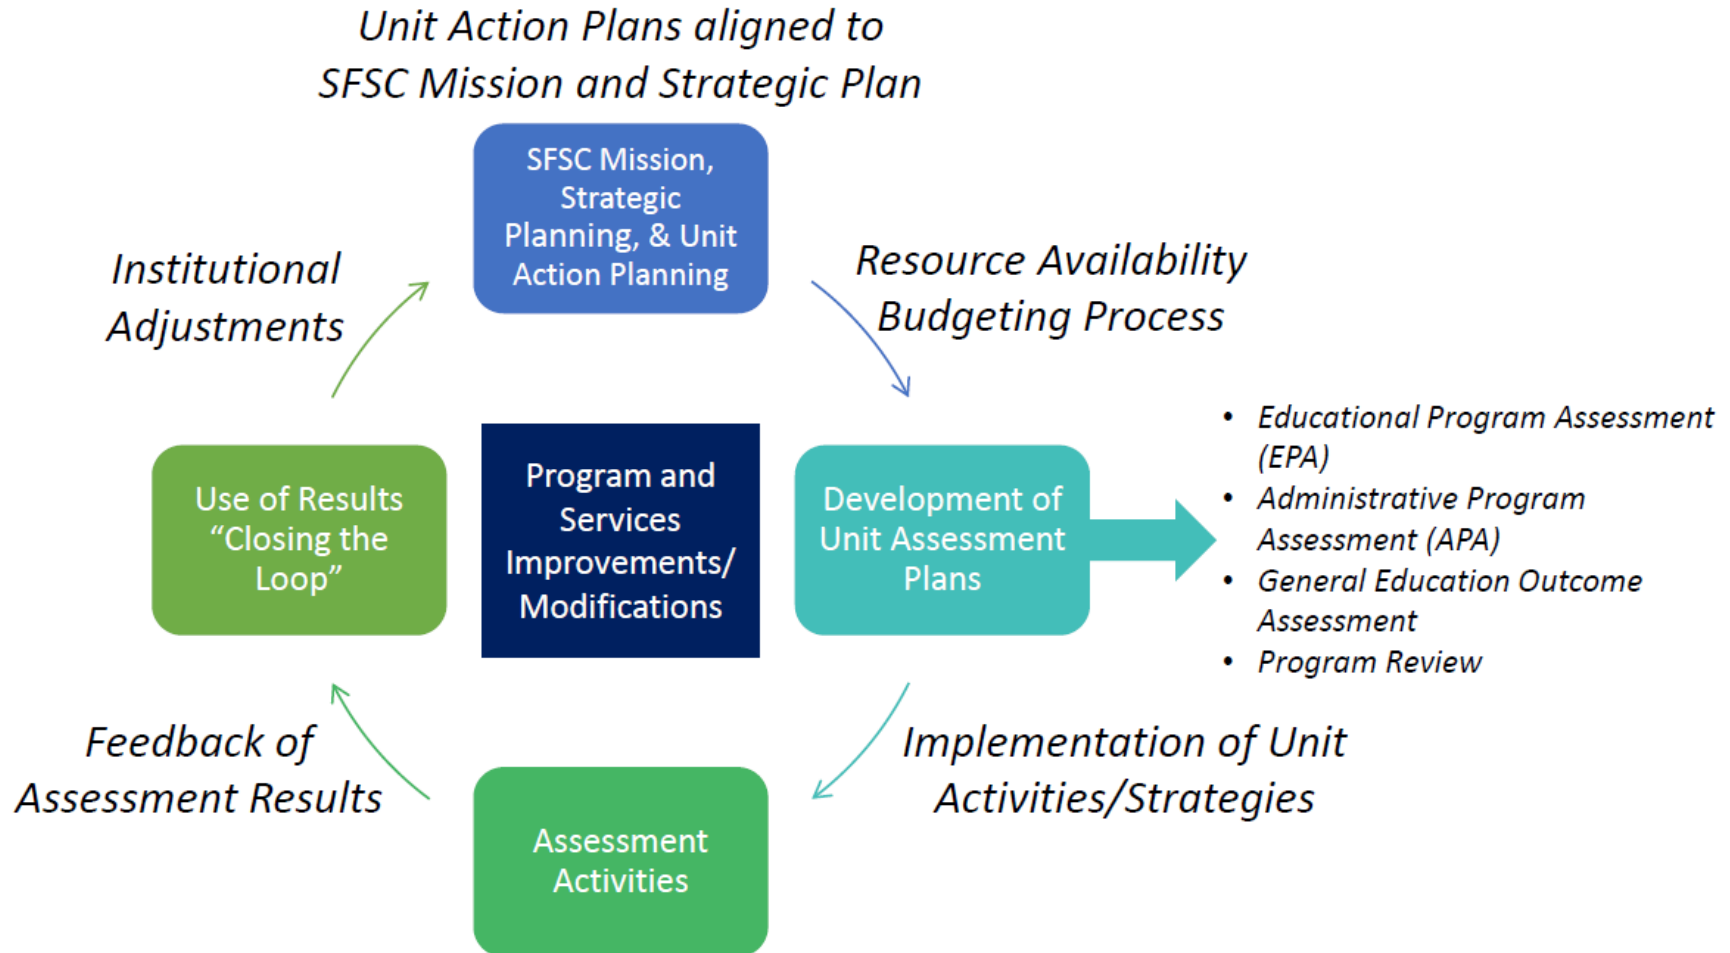 Unit Action Plans aligned to
SFSC Mission and Strategic Plan
SFSC Mission,
Strategic
Planning, & Unit
Action Planning
Institutional
Adjustments
Resource Availability
Budgeting Process
Use of Results
“Closing the
Loop”
Program and
Services
Improvements/
Modifications
Development of
Unit Assessment
Plans
• Educational Program Assessment
(EPA)
• Administrative Program
Assessment (APA)
• General Education Outcome
Assessment
• Program Review
Feedback of
Assessment Results
Implementation of Unit
Activities/Strategies
Assessment
Activities